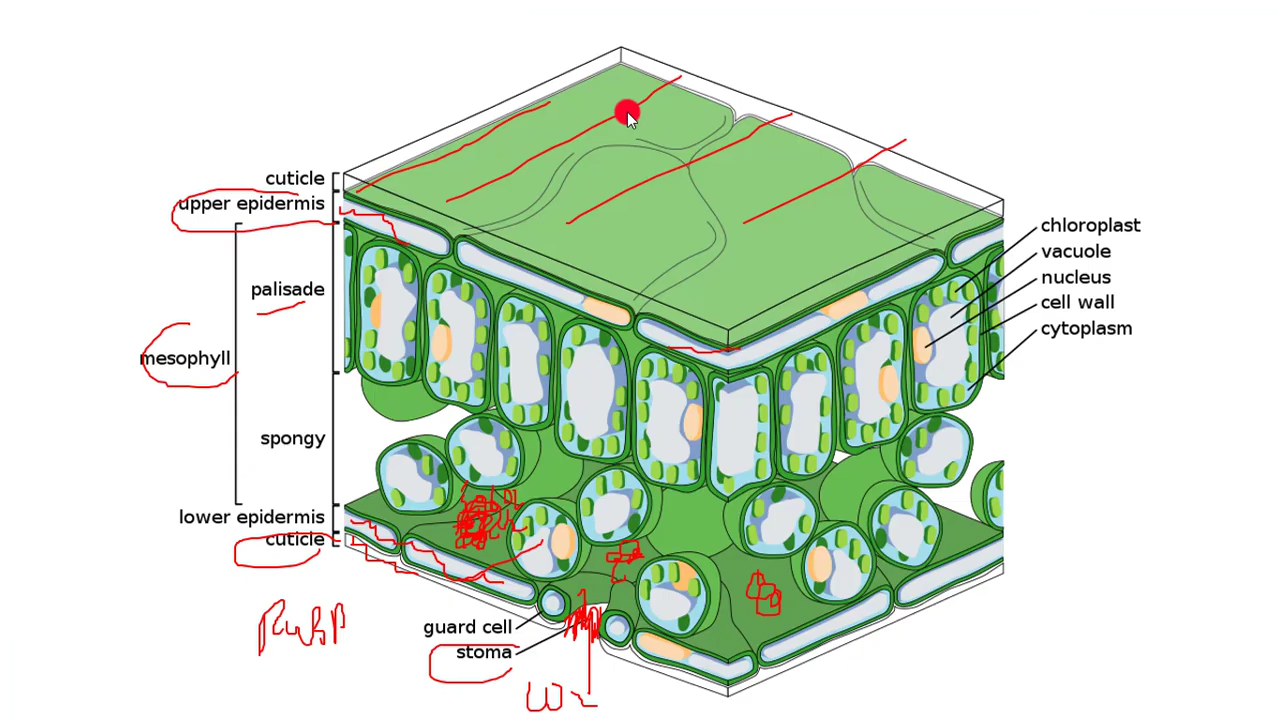 cuticle
upper epidermis
palisade
mesophyll
spongy
lower epidermis
cuticle
guard cell
stoma
chloroplast
vacuole
nucleus
cell wall
cytoplasm